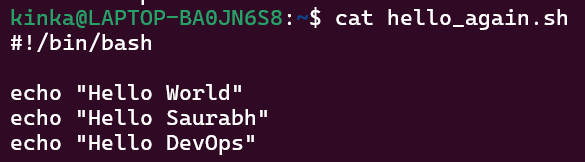 kinka@LAPTOP-BA0JN6S8:~$ cat hello_again.sh
#!/bin/bash
echo "Hello World"
echo "Hello Saurabh"
echo "Hello DevOps"